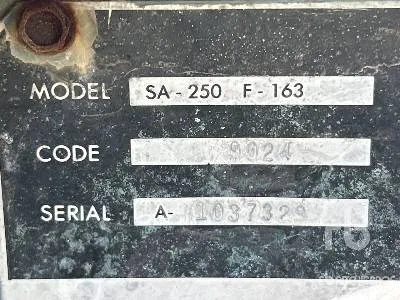 MODEL SA - 250 F - 163
CODE 9024
SERIAL A- 1037329